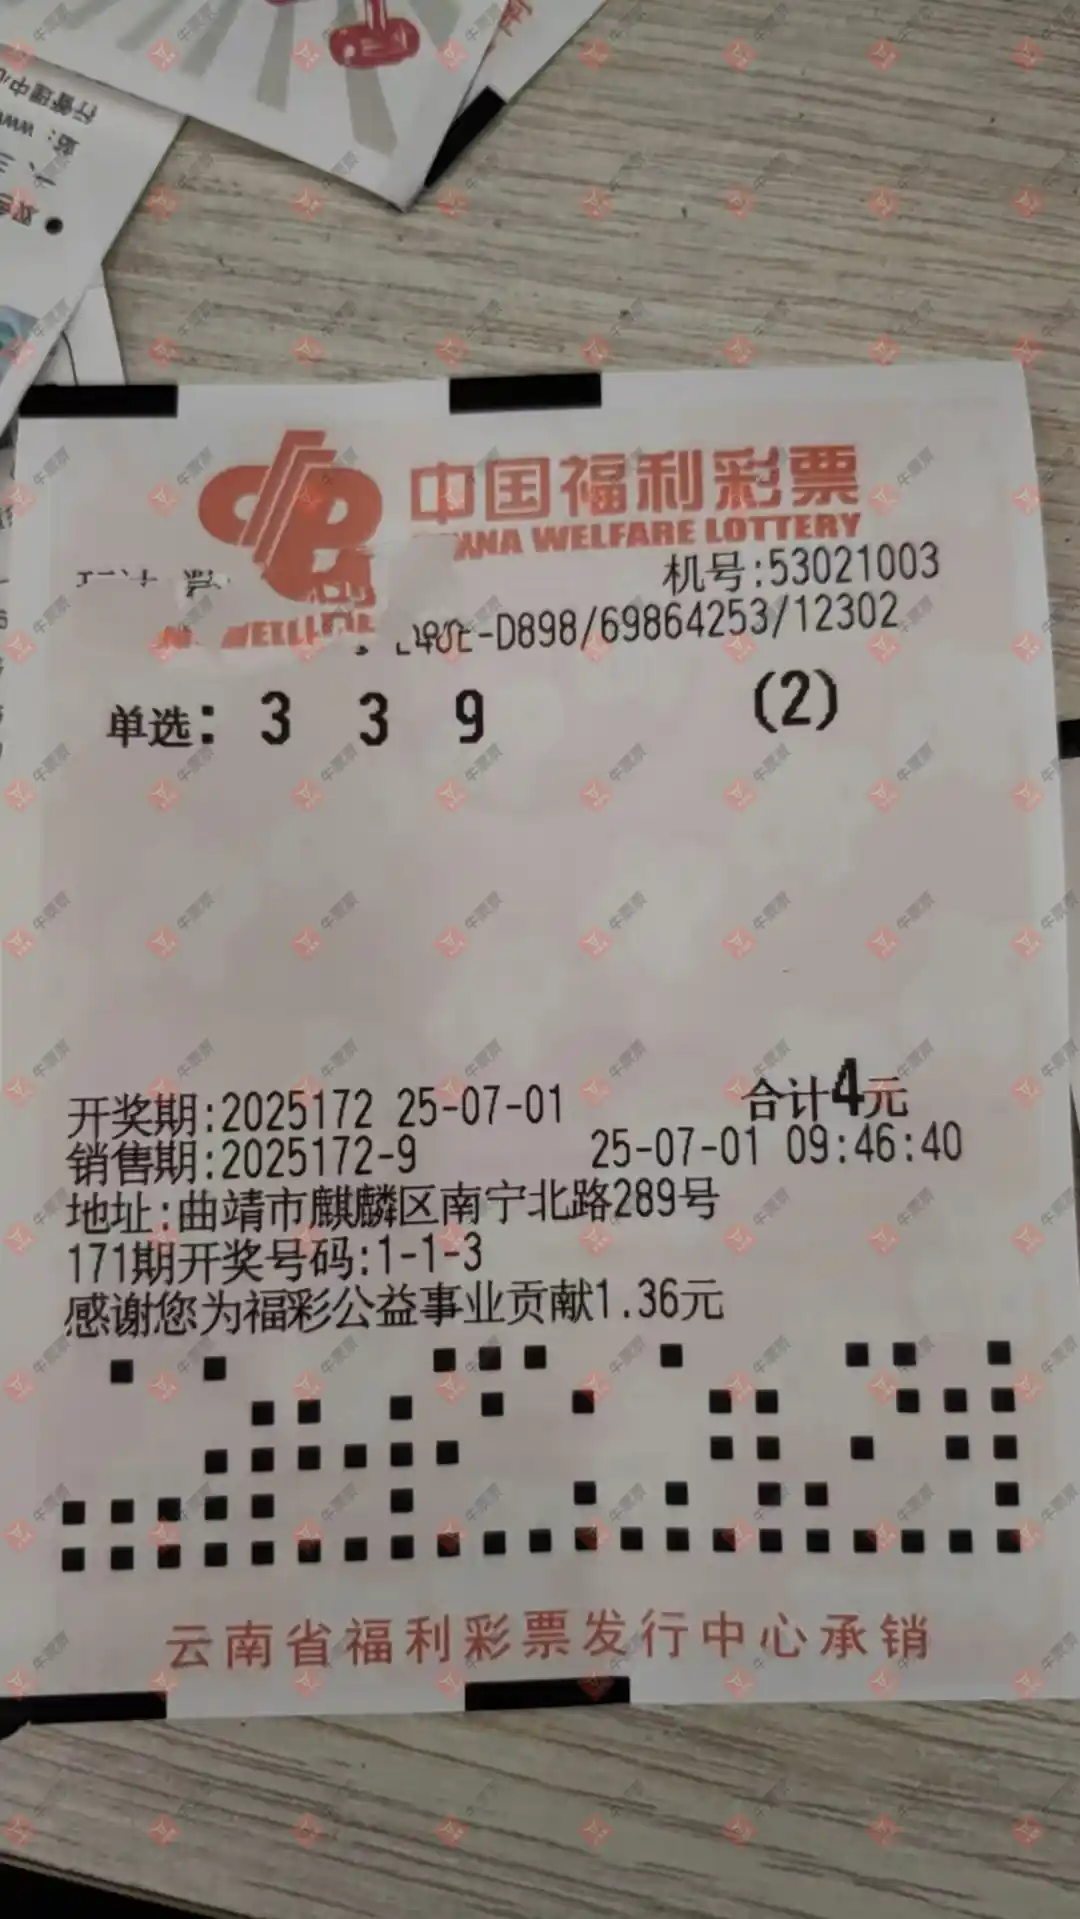 中国福利彩票
NA WELFARE LOTTERY
机号:53021003
-D898/69864253/12302
单选: 3 3 9 (2)
开奖期:2025172 25-07-01 合计4元
销售期:2025172-9 25-07-01 09:46:40
地址:曲靖市麒麟区南宁北路289号
171期开奖号码:1-1-3
感谢您为福彩公益事业贡献1.36元
云南省福利彩票发行中心承销
牛票票